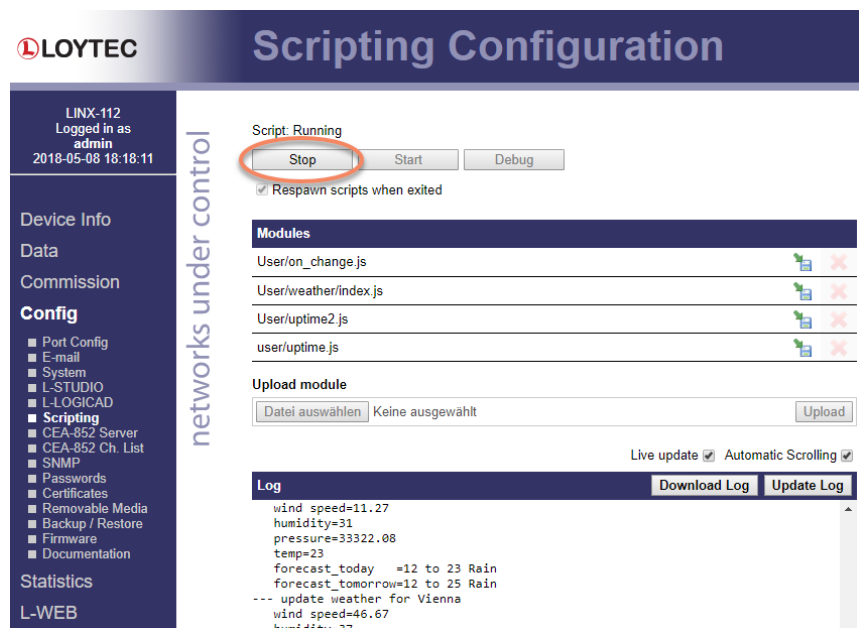 LOYTEC
Scripting Configuration
LINX-112
Logged in as
admin
2018-05-08 18:18:11
Device Info
Data
Commission
Config
Port Config
E-mail
System
L-STUDIO
L-LOGICAD
Scripting
CEA-852 Server
CEA-852 Ch. List
SNMP
Passwords
Certificates
Removable Media
Backup / Restore
Firmware
Documentation
Statistics
L-WEB
networks under control
Script: Running
Stop Start Debug
Respawn scripts when exited
Modules
User/on_change.js
User/weather/index.js
User/uptime2.js
user/uptime.js
Upload module
Datei auswählen Keine ausgewählt Upload
Live update Automatic Scrolling
Log Download Log Update Log
wind speed=11.27
humidity=31
pressure=33322.08
temp=23
forecast_today   =12 to 23 Rain
forecast_tomorrow=12 to 25 Rain
--- update weather for Vienna
wind speed=46.67